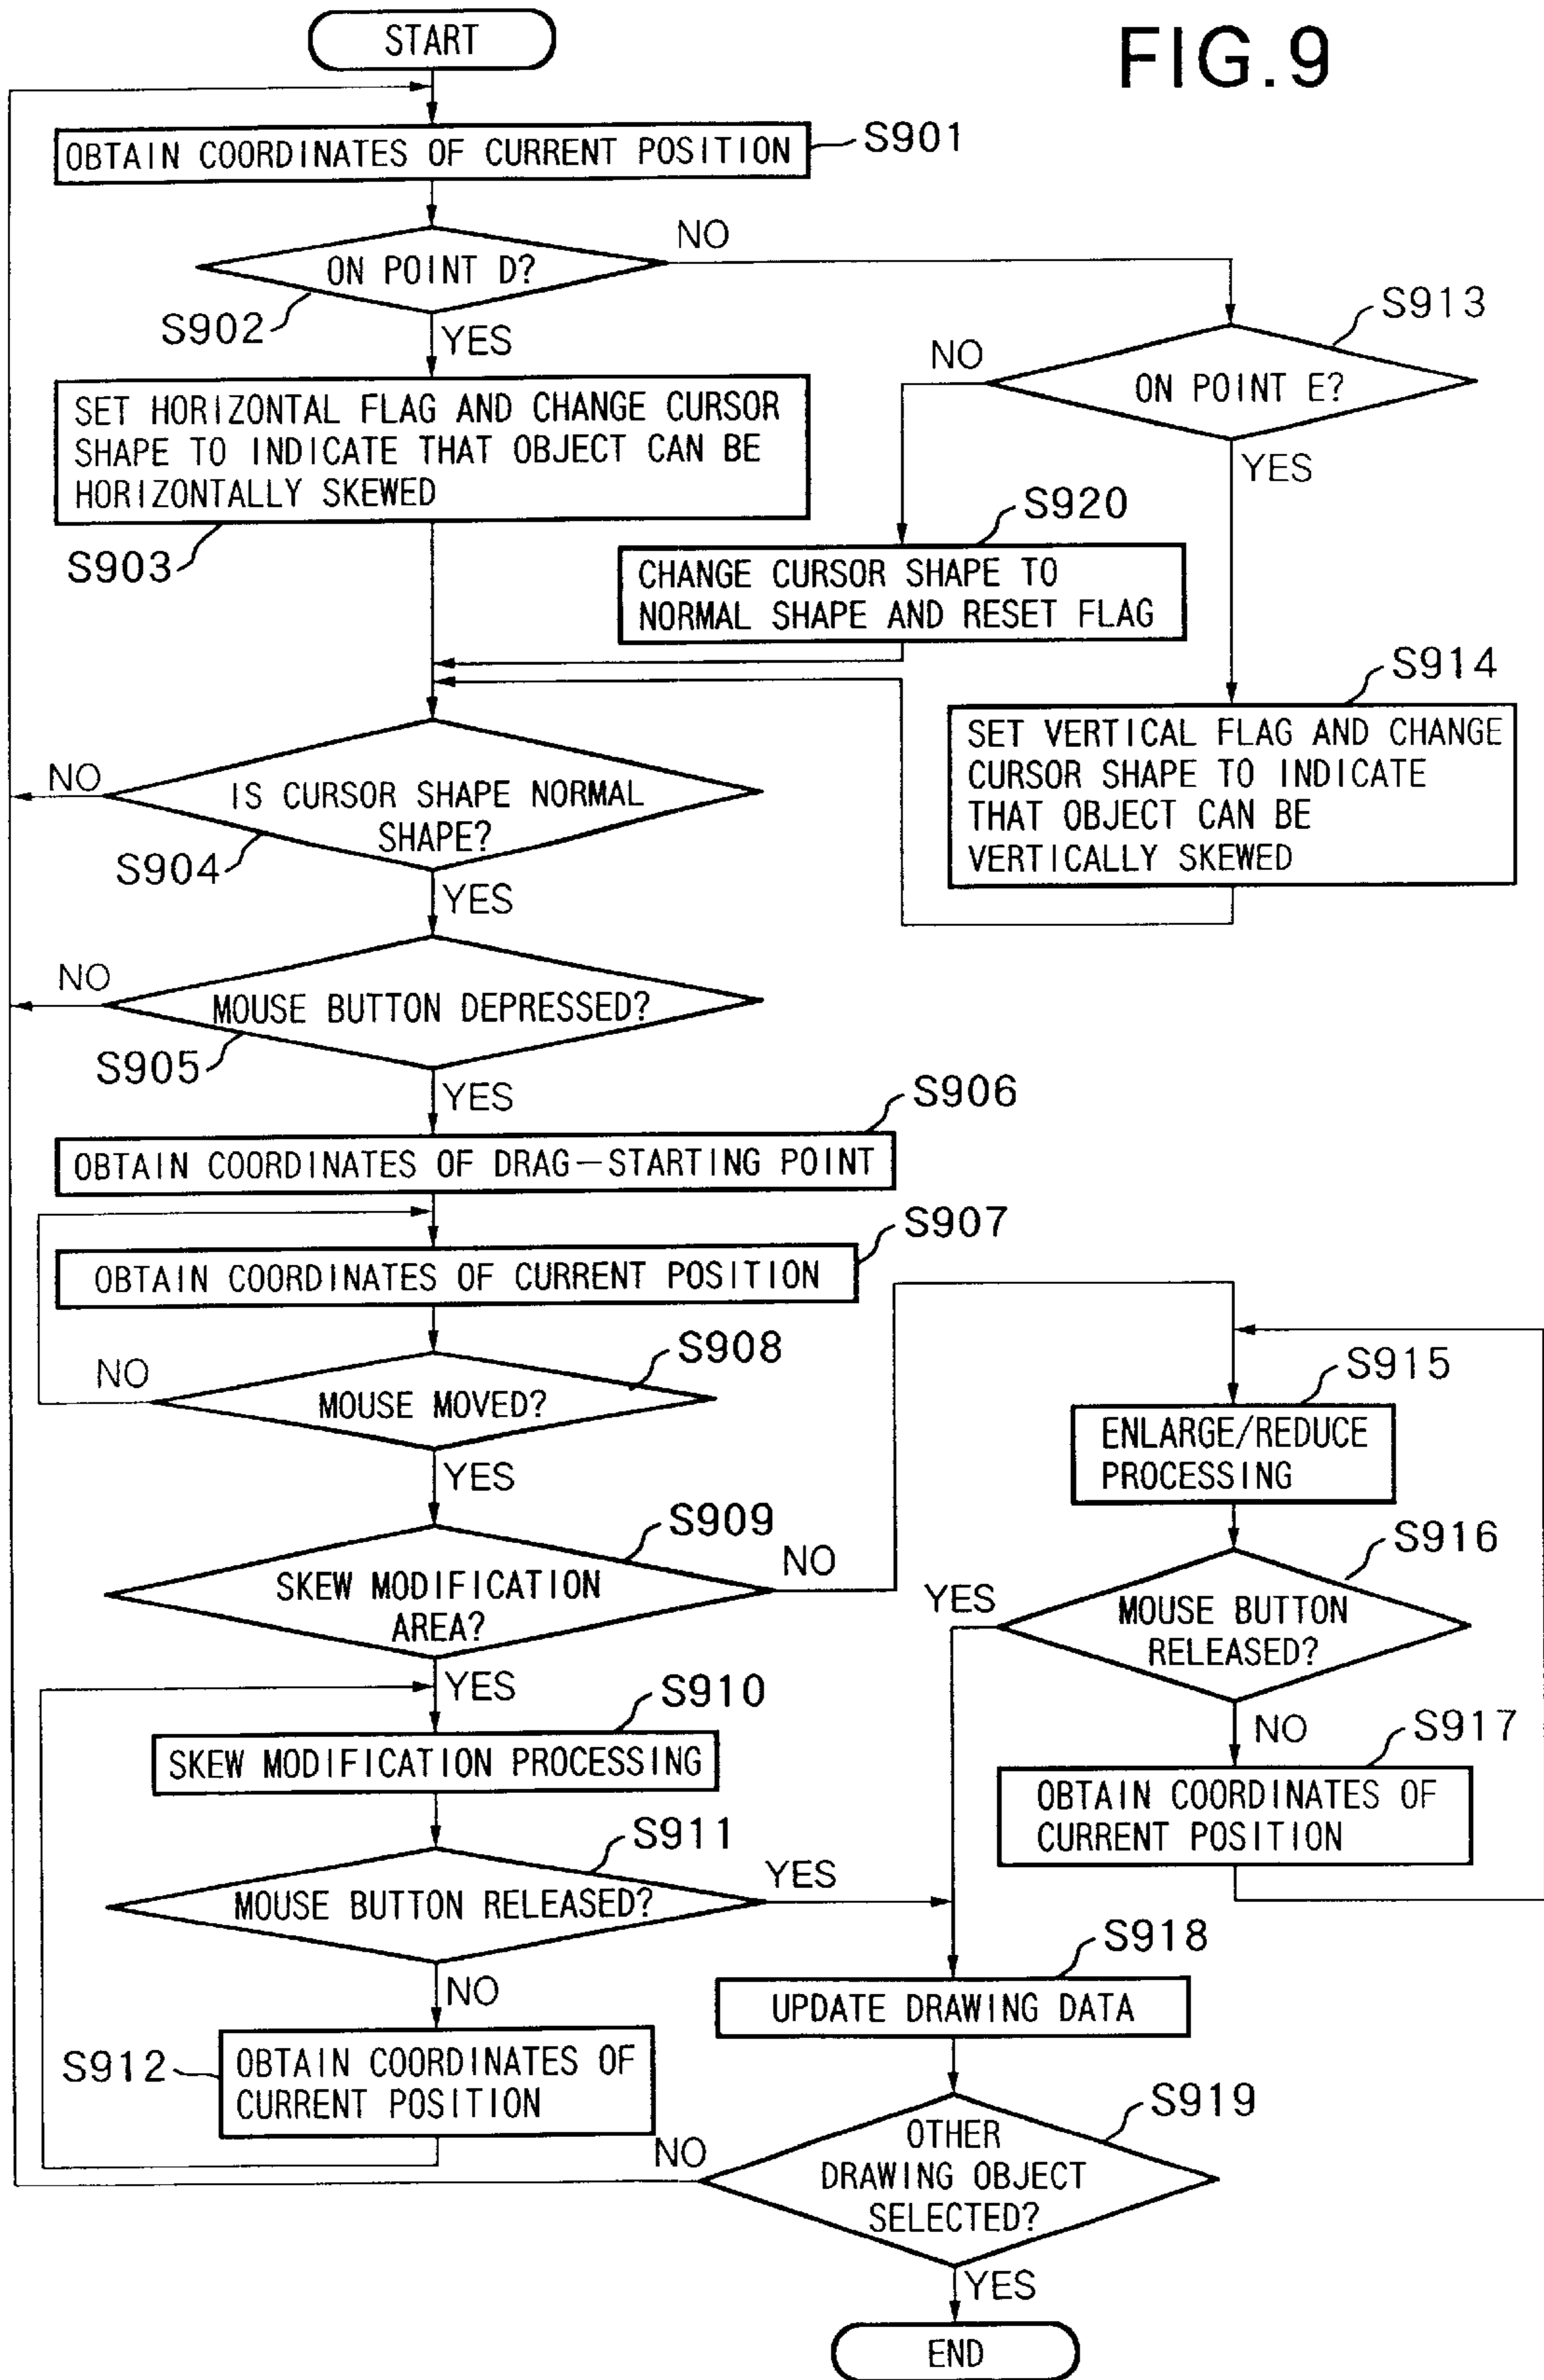 FIG.9
START
OBTAIN COORDINATES OF CURRENT POSITION
S901
ON POINT D?
NO
S902
YES
S913
NO
ON POINT E?
YES
SET HORIZONTAL FLAG AND CHANGE CURSOR
SHAPE TO INDICATE THAT OBJECT CAN BE
HORIZONTALLY SKEWED
S903
S920
CHANGE CURSOR SHAPE TO
NORMAL SHAPE AND RESET FLAG
S914
SET VERTICAL FLAG AND CHANGE
CURSOR SHAPE TO INDICATE
THAT OBJECT CAN BE
VERTICALLY SKEWED
NO
IS CURSOR SHAPE NORMAL
SHAPE?
S904
YES
NO
MOUSE BUTTON DEPRESSED?
S905
YES
S906
OBTAIN COORDINATES OF DRAG-STARTING POINT
S907
OBTAIN COORDINATES OF CURRENT POSITION
S908
NO
MOUSE MOVED?
YES
S909
SKEW MODIFICATION
AREA?
NO
YES
S915
ENLARGE/REDUCE
PROCESSING
S916
YES
MOUSE BUTTON
RELEASED?
NO
S917
OBTAIN COORDINATES OF
CURRENT POSITION
S910
SKEW MODIFICATION PROCESSING
S911
MOUSE BUTTON RELEASED?
YES
NO
S912
OBTAIN COORDINATES OF
CURRENT POSITION
S918
UPDATE DRAWING DATA
S919
NO
OTHER
DRAWING OBJECT
SELECTED?
YES
END